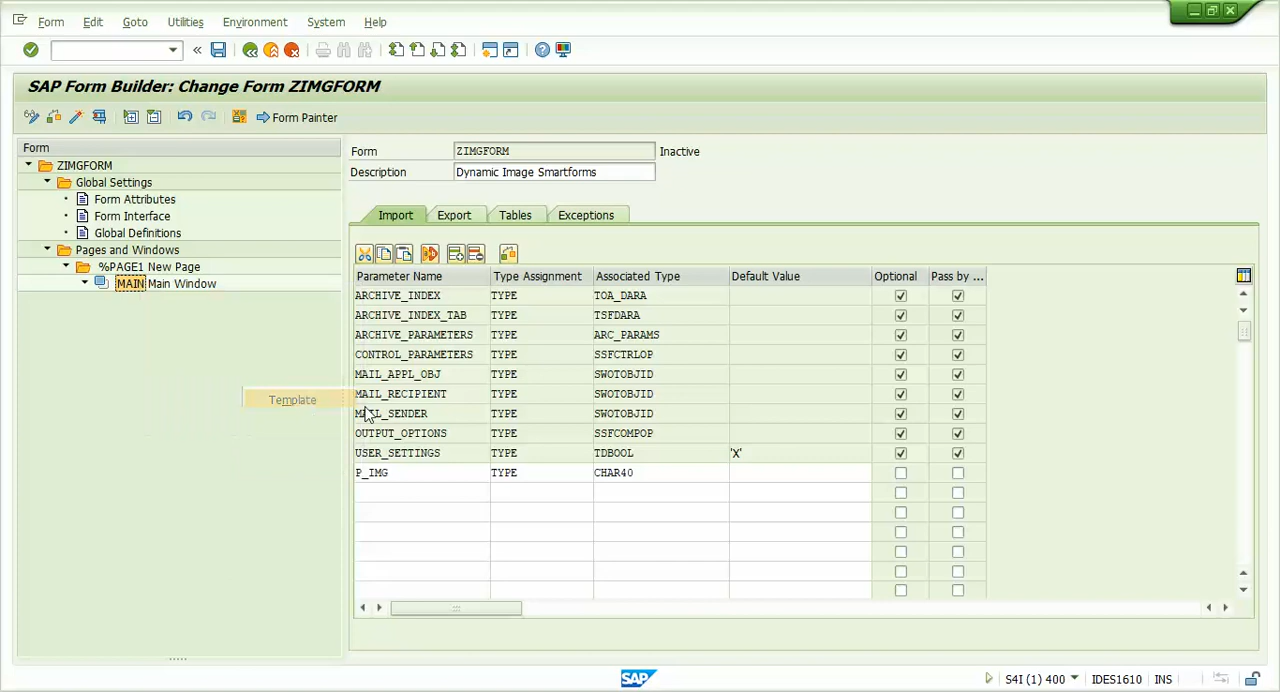 Form Edit Goto Utilities Environment System Help
SAP Form Builder: Change Form ZIMGFORM
Form Painter
Form
ZIMGFORM
Global Settings
Form Attributes
Form Interface
Global Definitions
Pages and Windows
%PAGE1 New Page
MAIN Main Window
Template
Form ZIMGFORM Inactive
Description Dynamic Image Smartforms
Import Export Tables Exceptions
Parameter Name Type Assignment Associated Type Default Value Optional Pass by ...
ARCHIVE_INDEX TYPE TOA_DARA
ARCHIVE_INDEX_TAB TYPE TSFDARA
ARCHIVE_PARAMETERS TYPE ARC_PARAMS
CONTROL_PARAMETERS TYPE SSFCTRLOP
MAIL_APPL_OBJ TYPE SWOTOBJID
MAIL_RECIPIENT TYPE SWOTOBJID
MAIL_SENDER TYPE SWOTOBJID
OUTPUT_OPTIONS TYPE SSFCOMPOP
USER_SETTINGS TYPE TDBOOL 'X'
P_IMG TYPE CHAR40
SAP
S4I (1) 400 IDES1610 INS